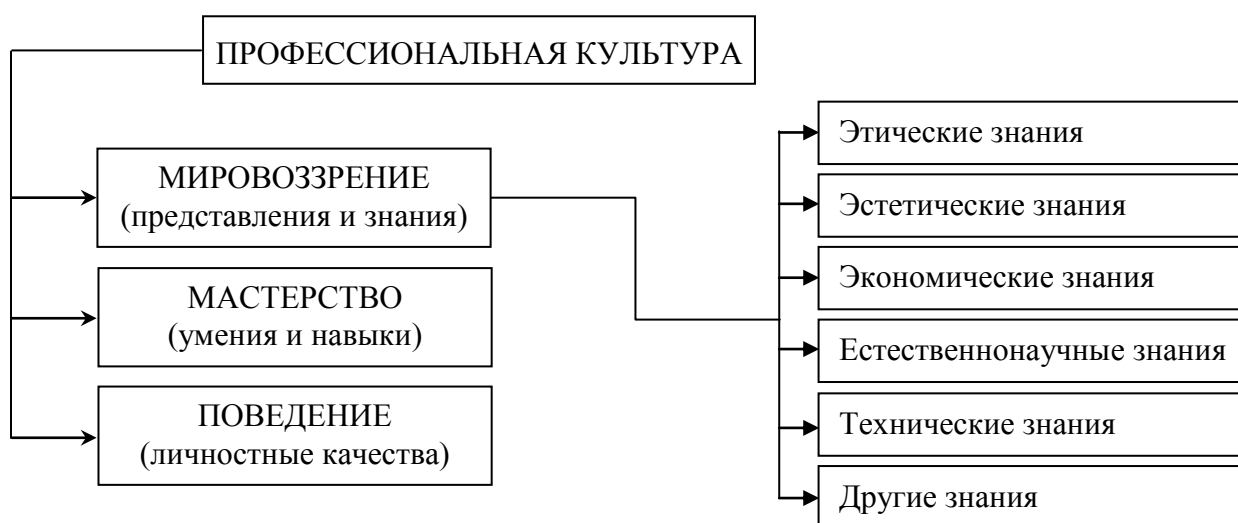 ПРОФЕССИОНАЛЬНАЯ КУЛЬТУРА
МИРОВОЗЗРЕНИЕ
(представления и знания)
МАСТЕРСТВО
(умения и навыки)
ПОВЕДЕНИЕ
(личностные качества)
Этические знания
Эстетические знания
Экономические знания
Естественнонаучные знания
Технические знания
Другие знания